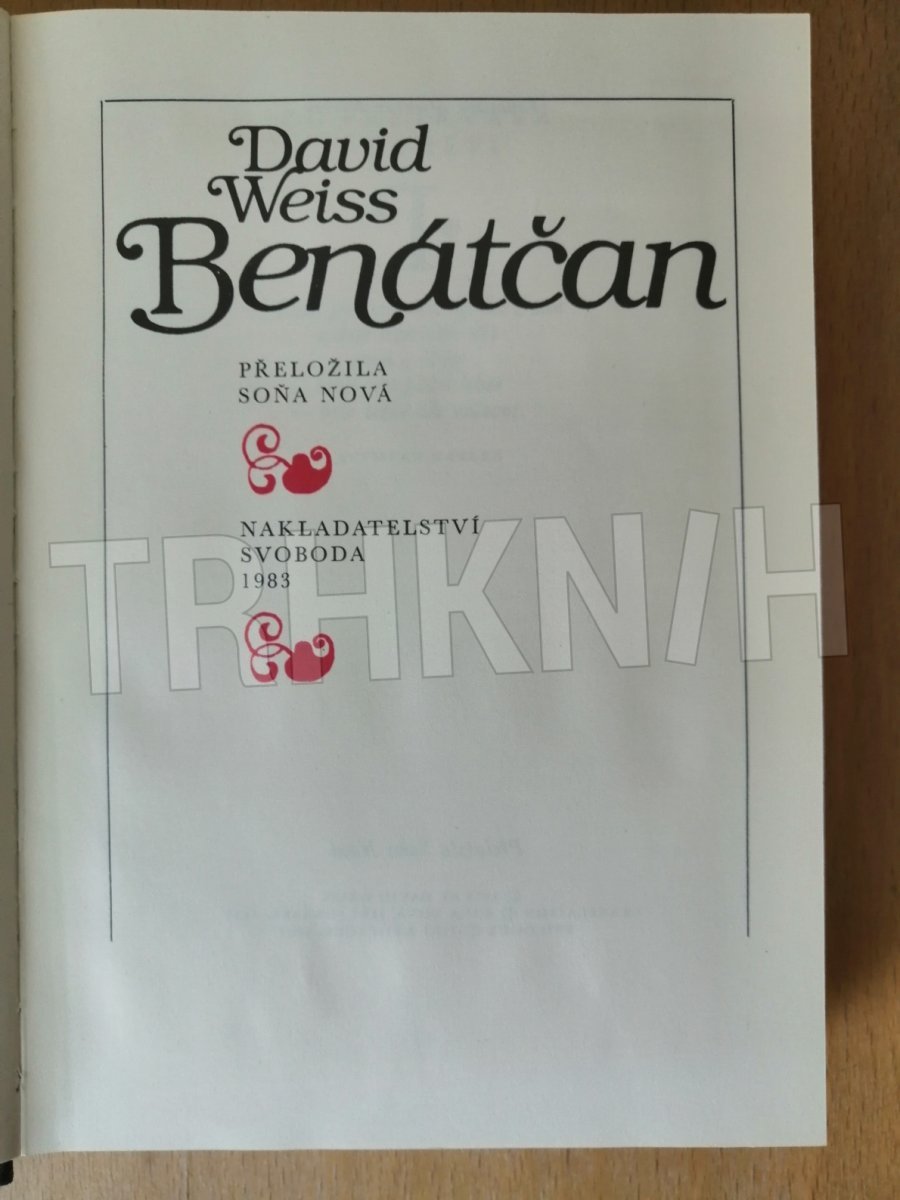 David
Weiss
Benátčan
PŘELOŽILA
SOŇA NOVÁ
NAKLADATELSTVÍ
SVOBODA
1983
TRHKNIH